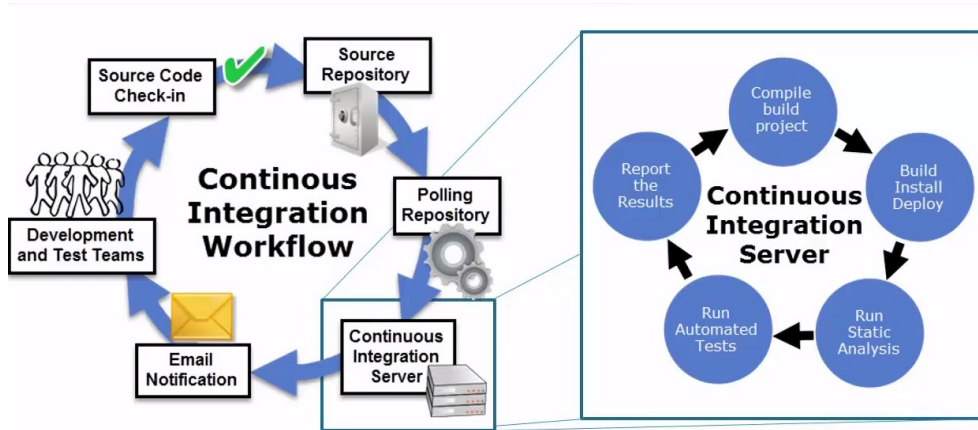 Source Code
Check-in
Source
Repository
Polling
Repository
Continuous
Integration
Server
Email
Notification
Development
and Test Teams
Continous
Integration
Workflow
Compile
build
project
Build
Install
Deploy
Run
Static
Analysis
Run
Automated
Tests
Report
the
Results
Continuous
Integration
Server